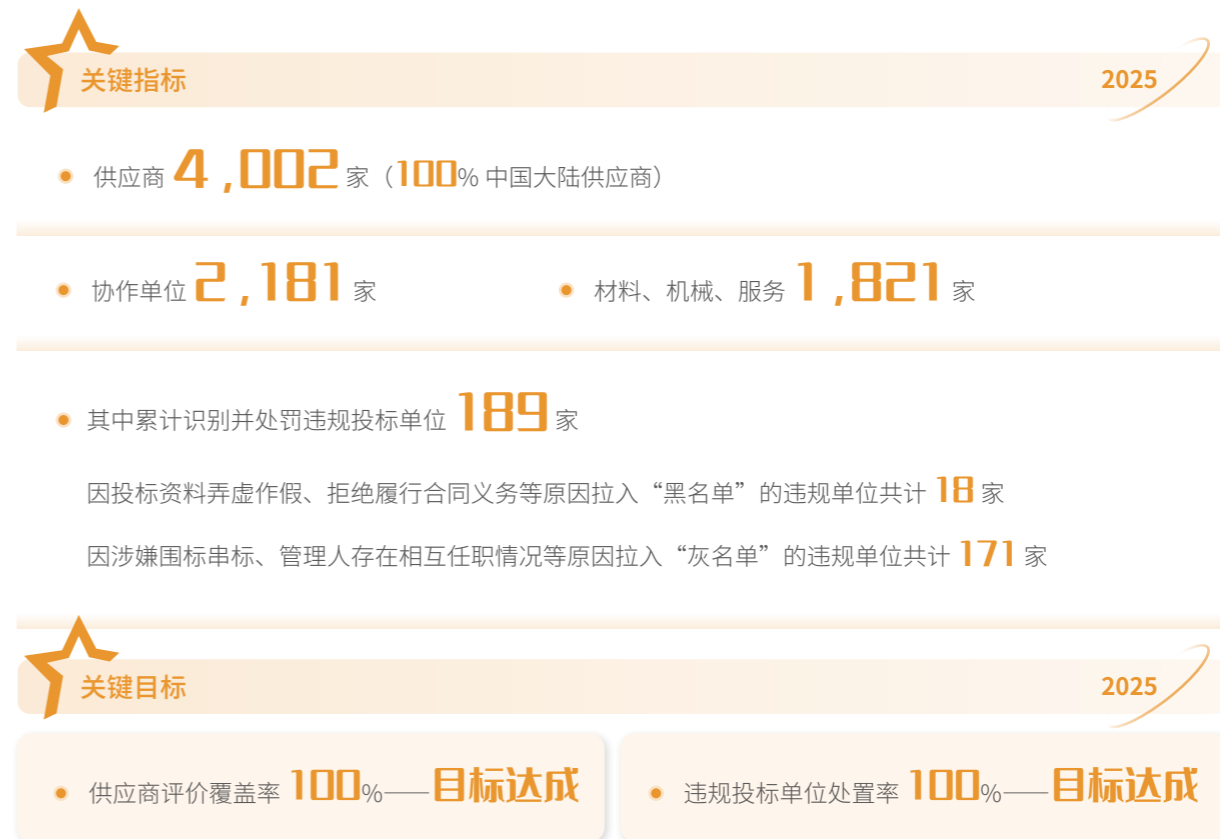 关键指标 2025
供应商 4,002 家（100% 中国大陆供应商）
协作单位 2,181 家 材料、机械、服务 1,821 家
其中累计识别并处罚违规投标单位 189 家
因投标资料弄虚作假、拒绝履行合同义务等原因拉入“黑名单”的违规单位共计 18 家
因涉嫌围标串标、管理人存在相互任职情况等原因拉入“灰名单”的违规单位共计 171 家
关键目标 2025
供应商评价覆盖率 100%——目标达成 违规投标单位处置率 100%——目标达成